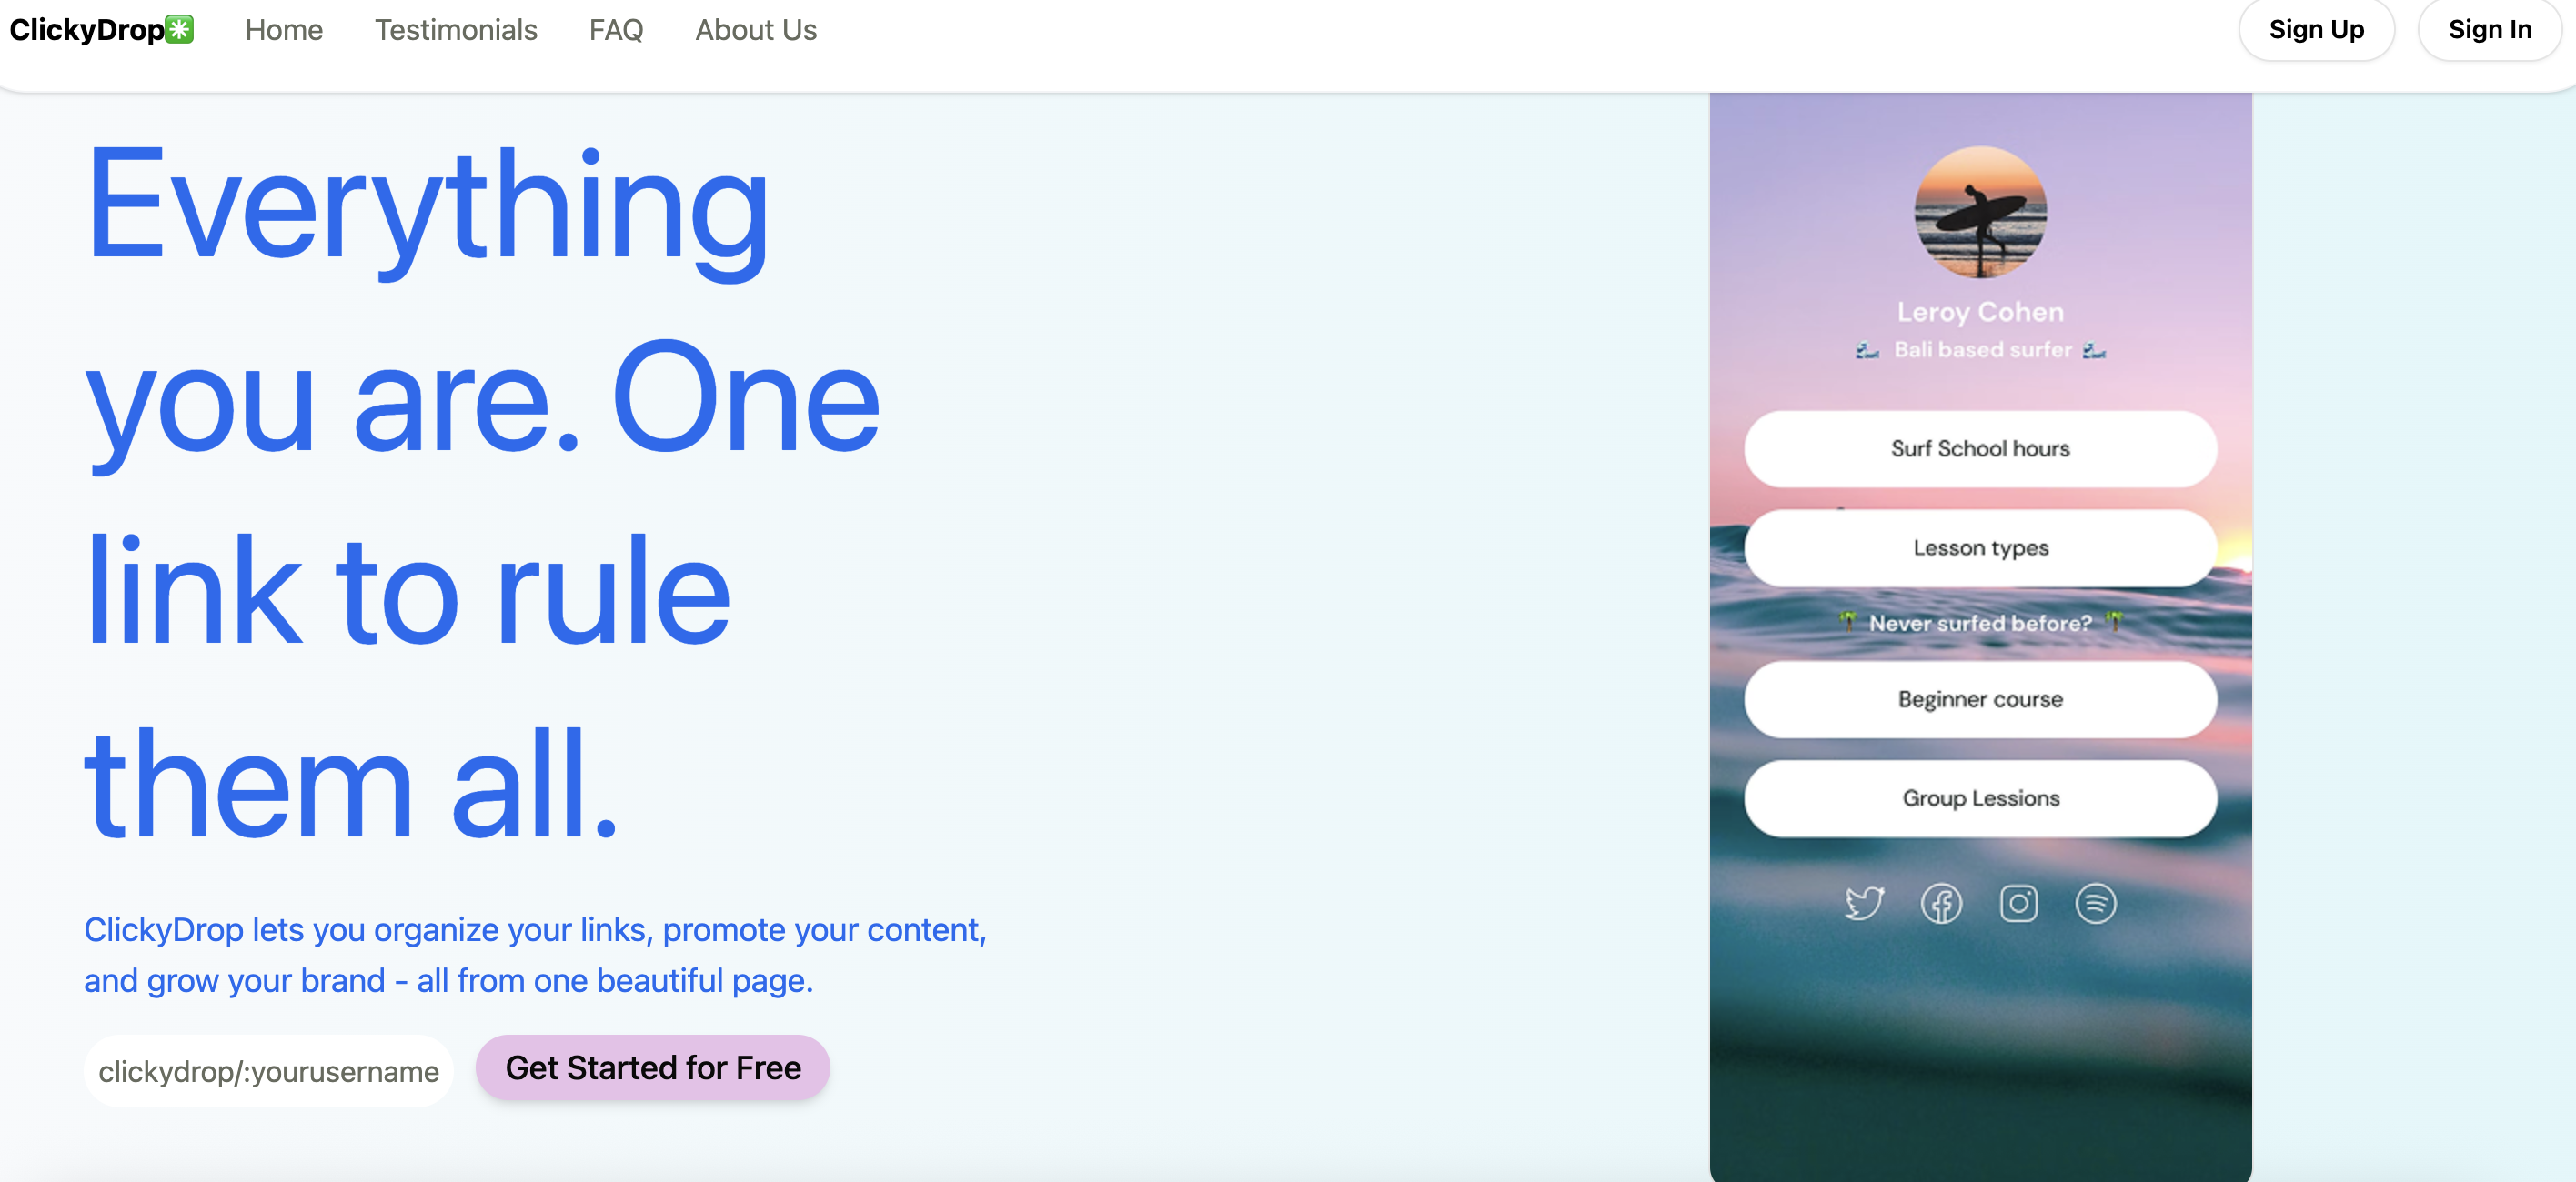 ClickyDrop Home Testimonials FAQ About Us Sign Up Sign In
Everything
you are. One
link to rule
them all.
ClickyDrop lets you organize your links, promote your content,
and grow your brand - all from one beautiful page.
clickydrop/:yourusername Get Started for Free
Leroy Cohen
Bali based surfer
Surf School hours
Lesson types
Never surfed before?
Beginner course
Group Lessions